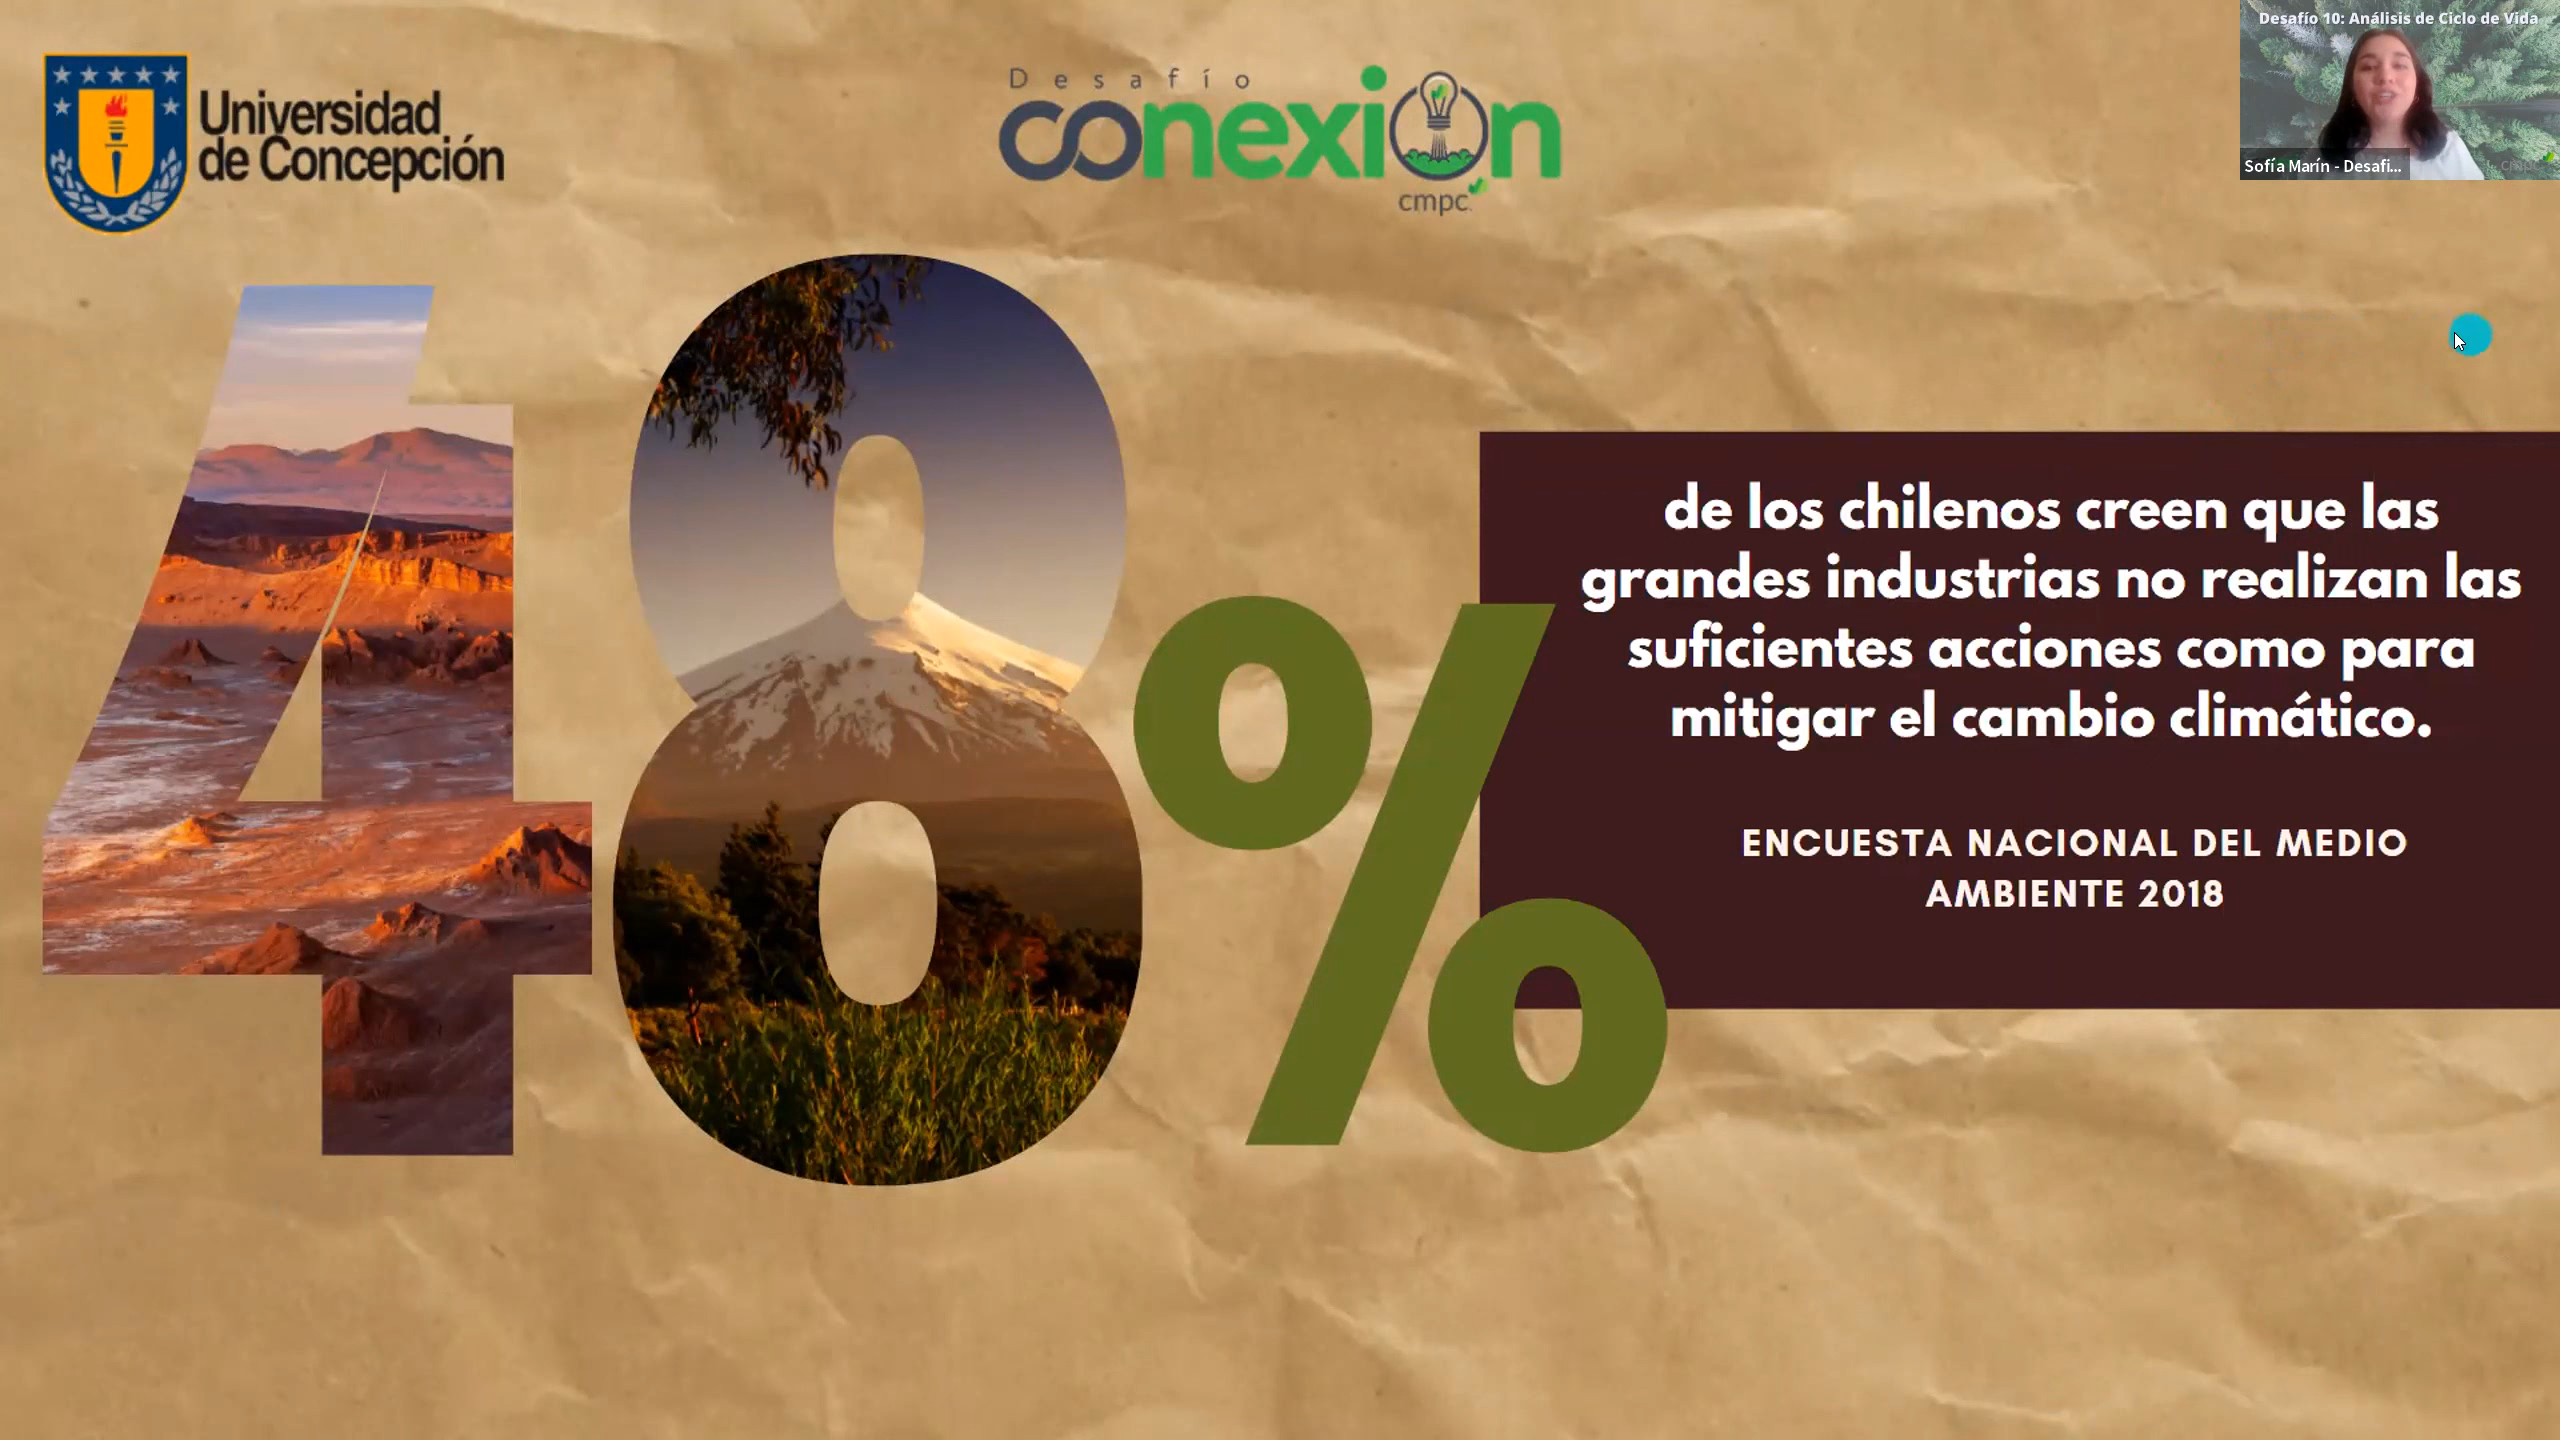 Universidad
de Concepción
Desafío
conexión
cmpc
Desafío 10: Análisis de Ciclo de Vida
Sofía Marín - Desafi...
cmpc
48%
de los chilenos creen que las
grandes industrias no realizan las
suficientes acciones como para
mitigar el cambio climático.
ENCUESTA NACIONAL DEL MEDIO
AMBIENTE 2018